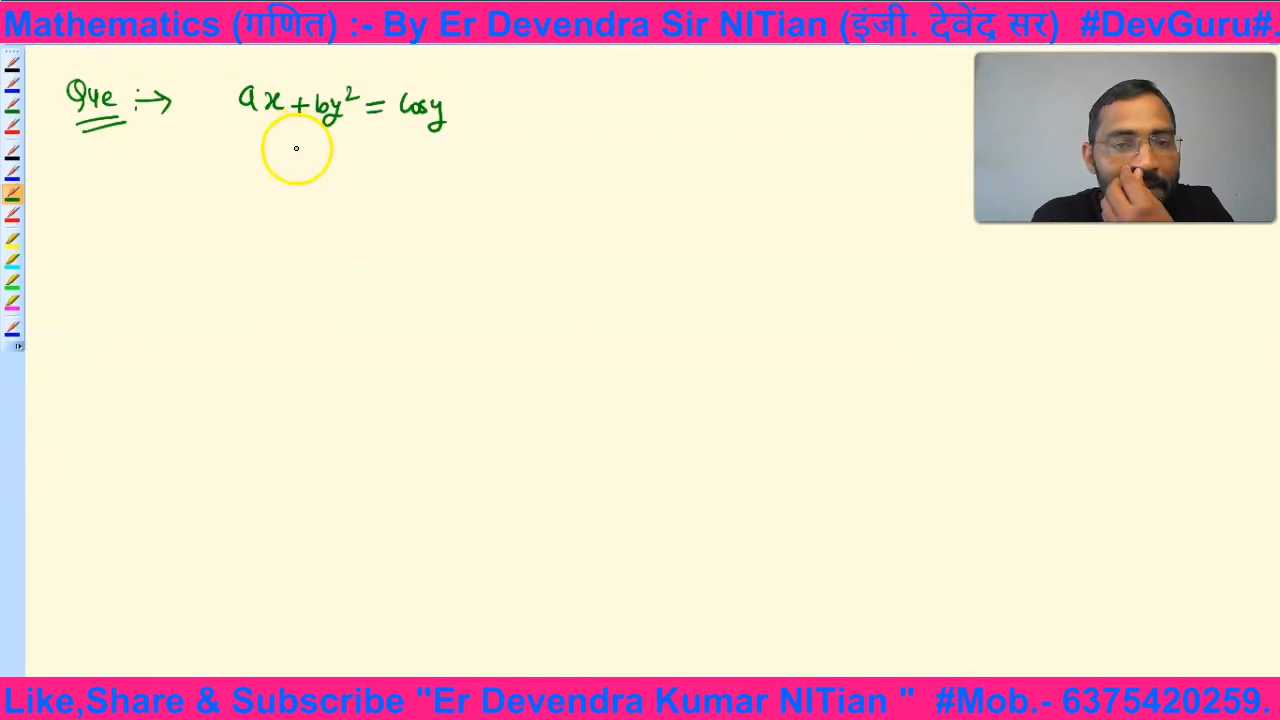 Mathematics (गणित) :- By Er Devendra Sir NITian (इंजी. देवेंद्र सर) #DevGuru#.
Que :→ ax + by² = cosy
Like,Share & Subscribe "Er Devendra Kumar NITian " #Mob.- 6375420259.